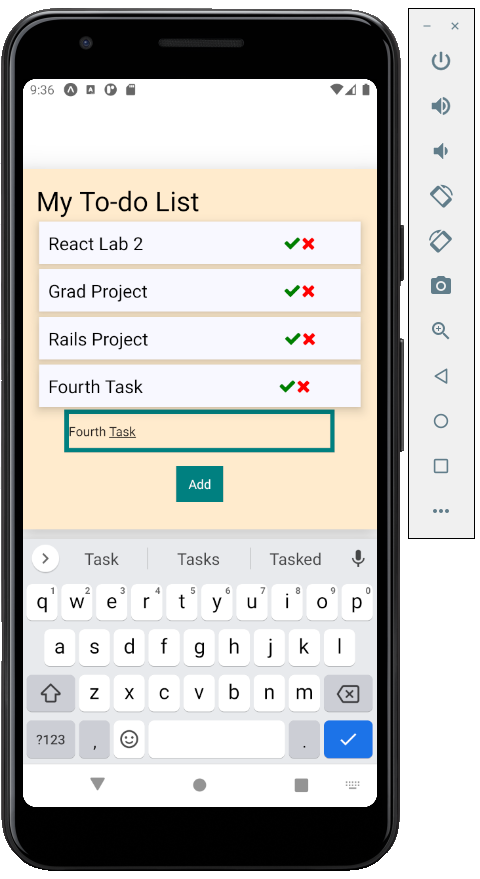 9:36
My To-do List
React Lab 2
Grad Project
Rails Project
Fourth Task
Fourth Task
Add
Task Tasks Tasked
q1 w2 e3 r4 t5 y6 u7 i8 o9 p0
a s d f g h j k l
z x c v b n m
?123 , .